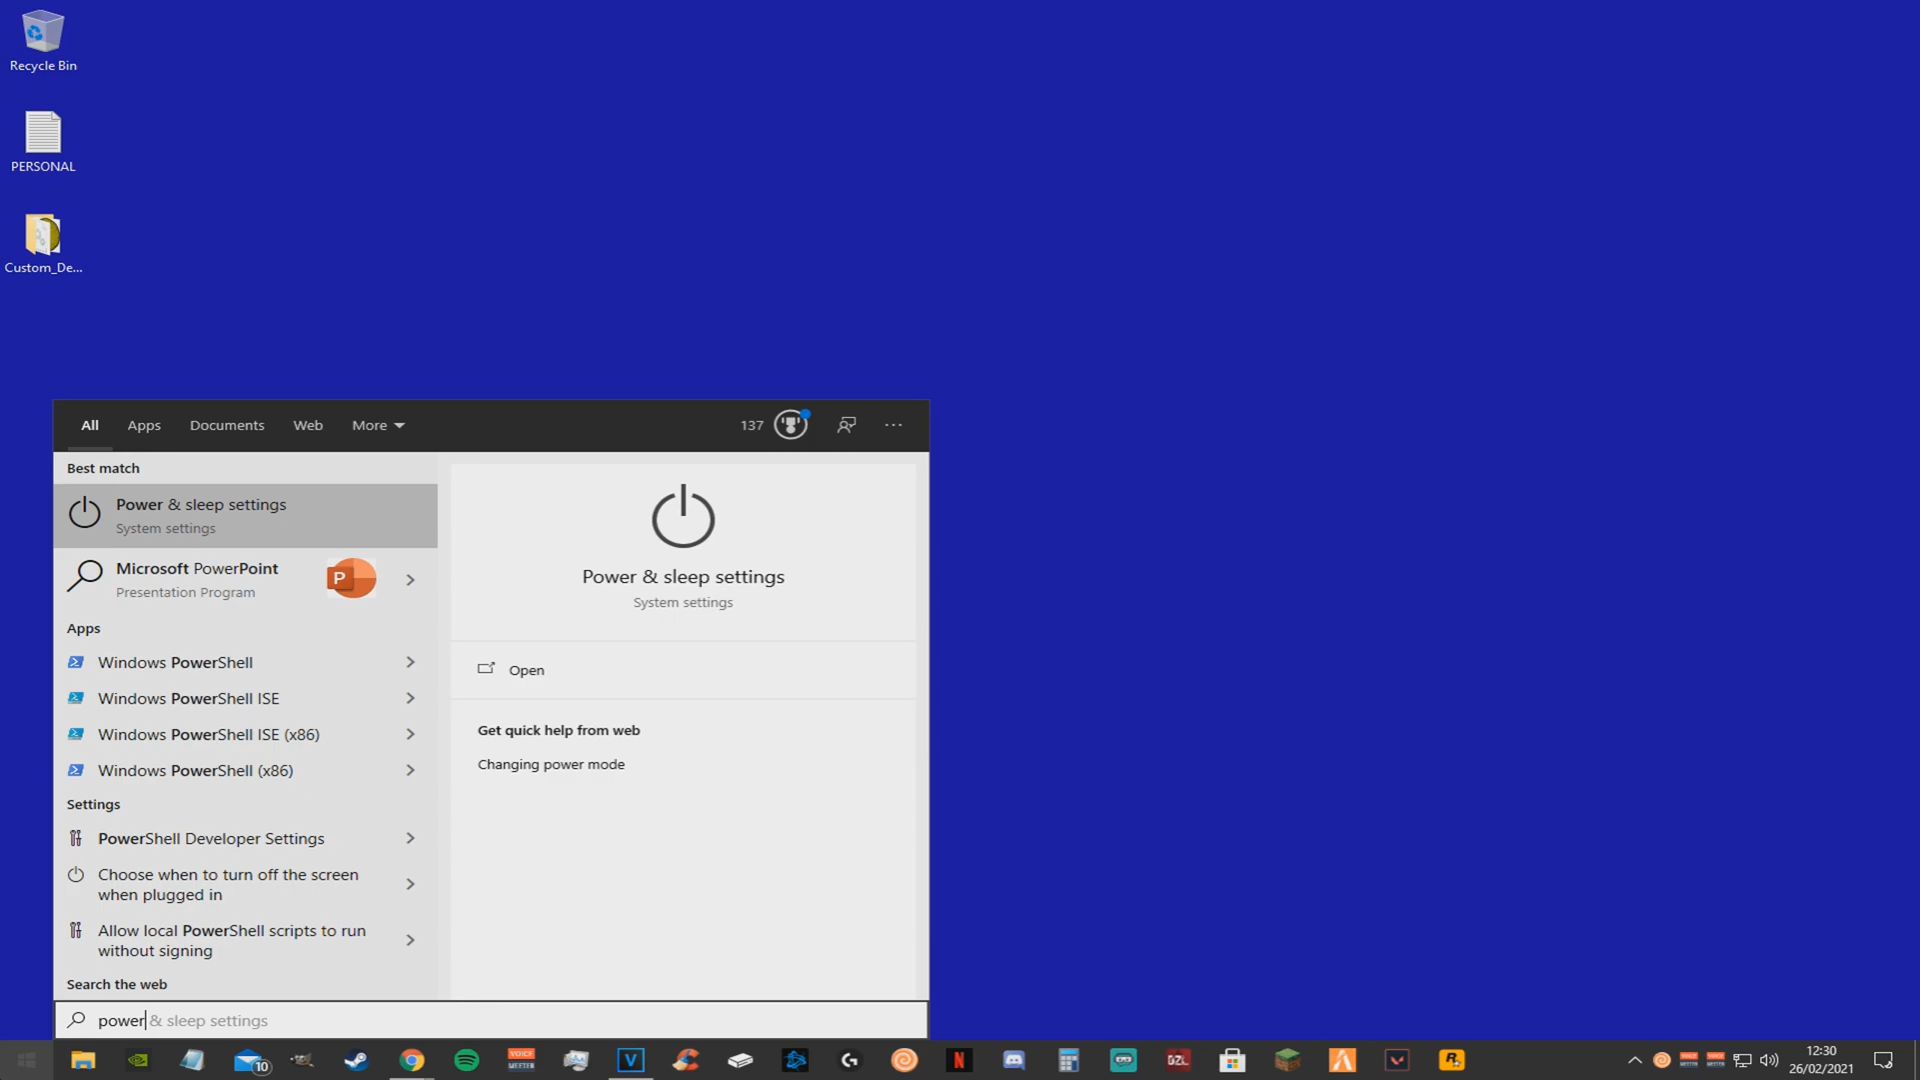 Recycle Bin
PERSONAL
Custom_De...
All Apps Documents Web More 137 ...
Best match
Power & sleep settings
System settings
Microsoft PowerPoint
Presentation Program
P
Apps
Windows PowerShell
Windows PowerShell ISE
Windows PowerShell ISE (x86)
Windows PowerShell (x86)
Settings
PowerShell Developer Settings
Choose when to turn off the screen
when plugged in
Allow local PowerShell scripts to run
without signing
Search the web
Power & sleep settings
System settings
Open
Get quick help from web
Changing power mode
power & sleep settings
10
VOICE
MEETER
V
N
DZL
R
12:30
26/02/2021